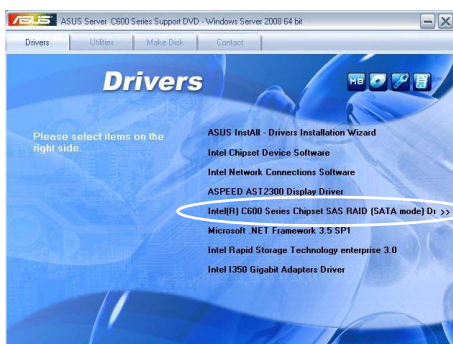 ASUS ASUS Server C600 Series Support DVD - Windows Server 2008 64 bit
Drivers Utilities Make Disk Contact
Drivers
MB
Please select items on the
right side.
ASUS InstAll - Drivers Installation Wizard
Intel Chipset Device Software
Intel Network Connections Software
ASPEED AST2300 Display Driver
Intel(R) C600 Series Chipset SAS RAID (SATA mode) Dr >>
Microsoft .NET Framework 3.5 SP1
Intel Rapid Storage Technology enterprise 3.0
Intel I350 Gigabit Adapters Driver